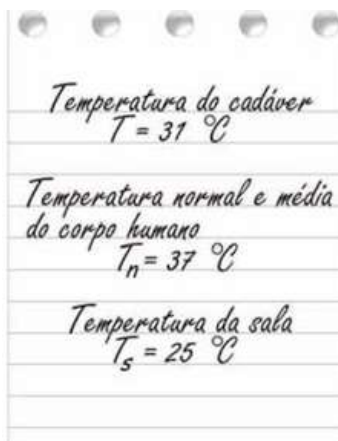 Temperatura do cadáver
T = 31 °C
Temperatura normal e média
do corpo humano
Tₙ = 37 °C
Temperatura da sala
Tₛ = 25 °C